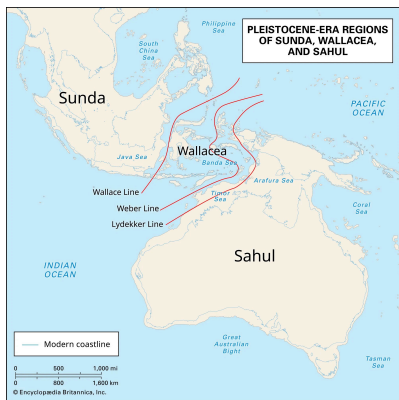 PLEISTOCENE-ERA REGIONS
OF SUNDA, WALLACEA,
AND SAHUL
Philippine
Sea
South
China
Sea
Sunda
PACIFIC
OCEAN
Wallacea
Java Sea
Banda Sea
Arafura Sea
Wallace Line
Timor
Sea
Weber Line
Coral
Sea
Lydekker Line
Sahul
INDIAN
OCEAN
Great
Australian
Bight
Modern coastline
Tasman
Sea
0 500 1,000 mi
0 800 1,600 km
© Encyclopædia Britannica, Inc.